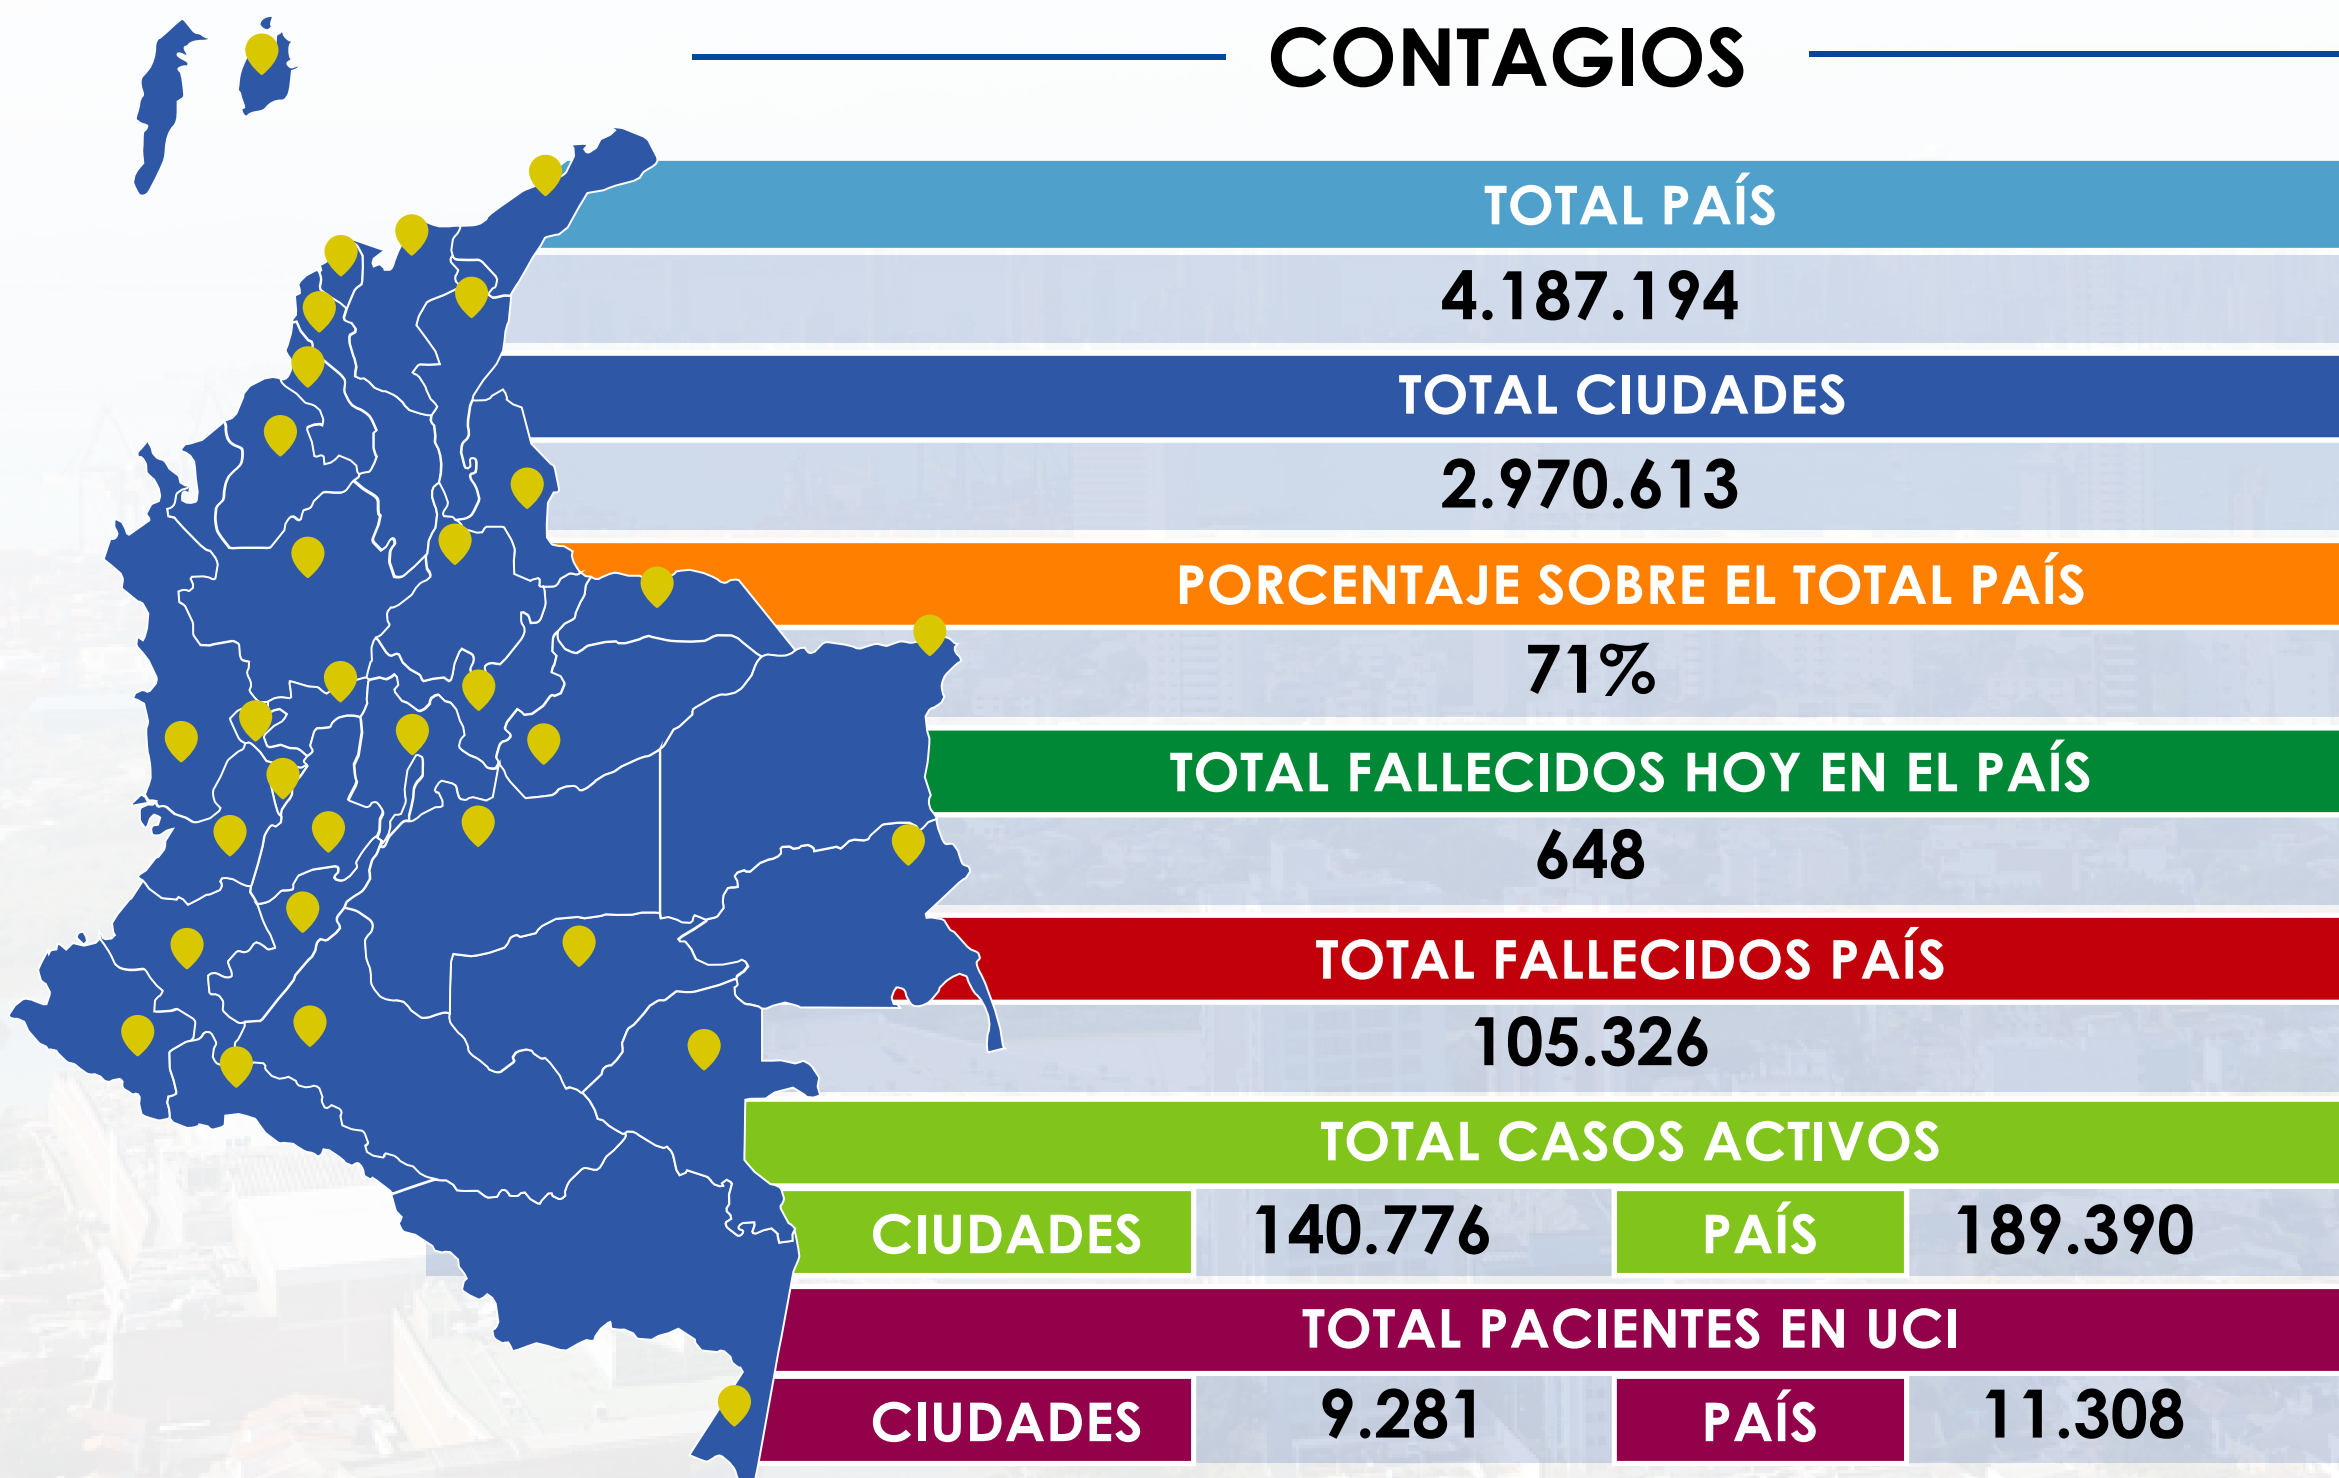 CONTAGIOS
TOTAL PAÍS
4.187.194
TOTAL CIUDADES
2.970.613
PORCENTAJE SOBRE EL TOTAL PAÍS
71%
TOTAL FALLECIDOS HOY EN EL PAÍS
648
TOTAL FALLECIDOS PAÍS
105.326
TOTAL CASOS ACTIVOS
CIUDADES 140.776 PAÍS 189.390
TOTAL PACIENTES EN UCI
CIUDADES 9.281 PAÍS 11.308